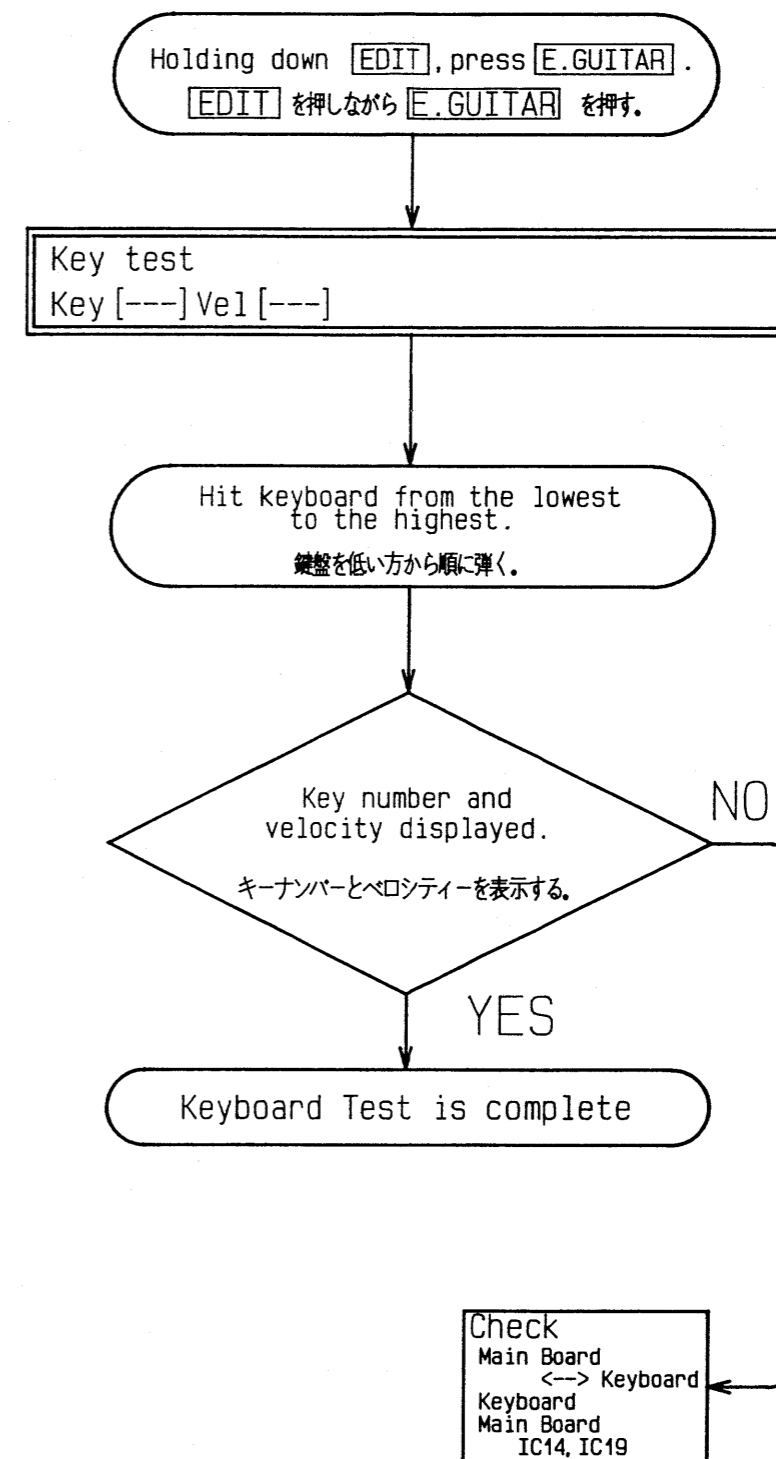 Holding down EDIT, press E.GUITAR.
EDIT を押しながら E.GUITAR を押す。
Key test
Key[---]Vel[---]
Hit keyboard from the lowest
to the highest.
鍵盤を低い方から順に弾く。
Key number and
velocity displayed.
キーナンバーとベロシティーを表示する。
NO
YES
Keyboard Test is complete
Check
Main Board
<--> Keyboard
Keyboard
Main Board
IC14, IC19